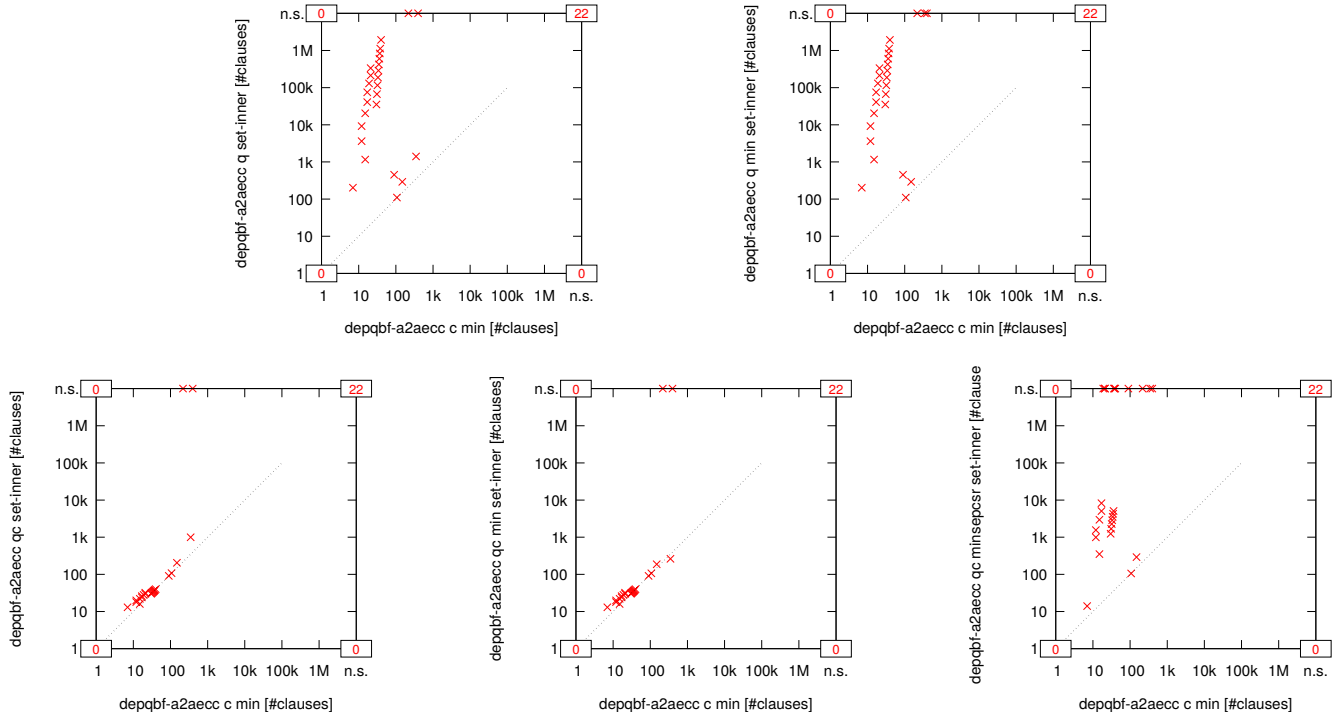 n.s. 0 22
1M
100k
10k
1k
100
10
1 0 0
1 10 100 1k 10k 100k 1M n.s.
depqbf-a2aecc q set-inner [#clauses]
depqbf-a2aecc c min [#clauses]
n.s. 0 22
1M
100k
10k
1k
100
10
1 0 0
1 10 100 1k 10k 100k 1M n.s.
depqbf-a2aecc q min set-inner [#clauses]
depqbf-a2aecc c min [#clauses]
n.s. 0 22
1M
100k
10k
1k
100
10
1 0 0
1 10 100 1k 10k 100k 1M n.s.
depqbf-a2aecc qc set-inner [#clauses]
depqbf-a2aecc c min [#clauses]
n.s. 0 22
1M
100k
10k
1k
100
10
1 0 0
1 10 100 1k 10k 100k 1M n.s.
depqbf-a2aecc qc min set-inner [#clauses]
depqbf-a2aecc c min [#clauses]
n.s. 0 22
1M
100k
10k
1k
100
10
1 0 0
1 10 100 1k 10k 100k 1M n.s.
depqbf-a2aecc qc minsepcsr set-inner [#clause
depqbf-a2aecc c min [#clauses]